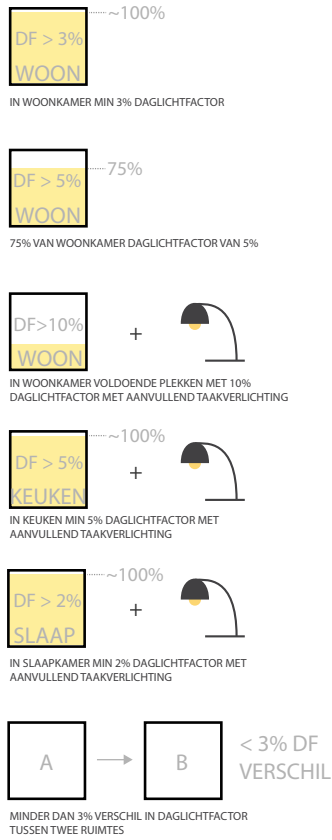 ~100%
DF > 3%
WOON
IN WOONKAMER MIN 3% DAGLICHTFACTOR
75%
DF > 5%
WOON
75% VAN WOONKAMER DAGLICHTFACTOR VAN 5%
DF>10%
+
WOON
IN WOONKAMER VOLDOENDE PLEKKEN MET 10%
DAGLICHTFACTOR MET AANVULLEND TAAKVERLICHTING
~100%
DF > 5%
+
KEUKEN
IN KEUKEN MIN 5% DAGLICHTFACTOR MET
AANVULLEND TAAKVERLICHTING
~100%
DF > 2%
+
SLAAP
IN SLAAPKAMER MIN 2% DAGLICHTFACTOR MET
AANVULLEND TAAKVERLICHTING
A
B
< 3% DF
VERSCHIL
MINDER DAN 3% VERSCHIL IN DAGLICHTFACTOR
TUSSEN TWEE RUIMTES